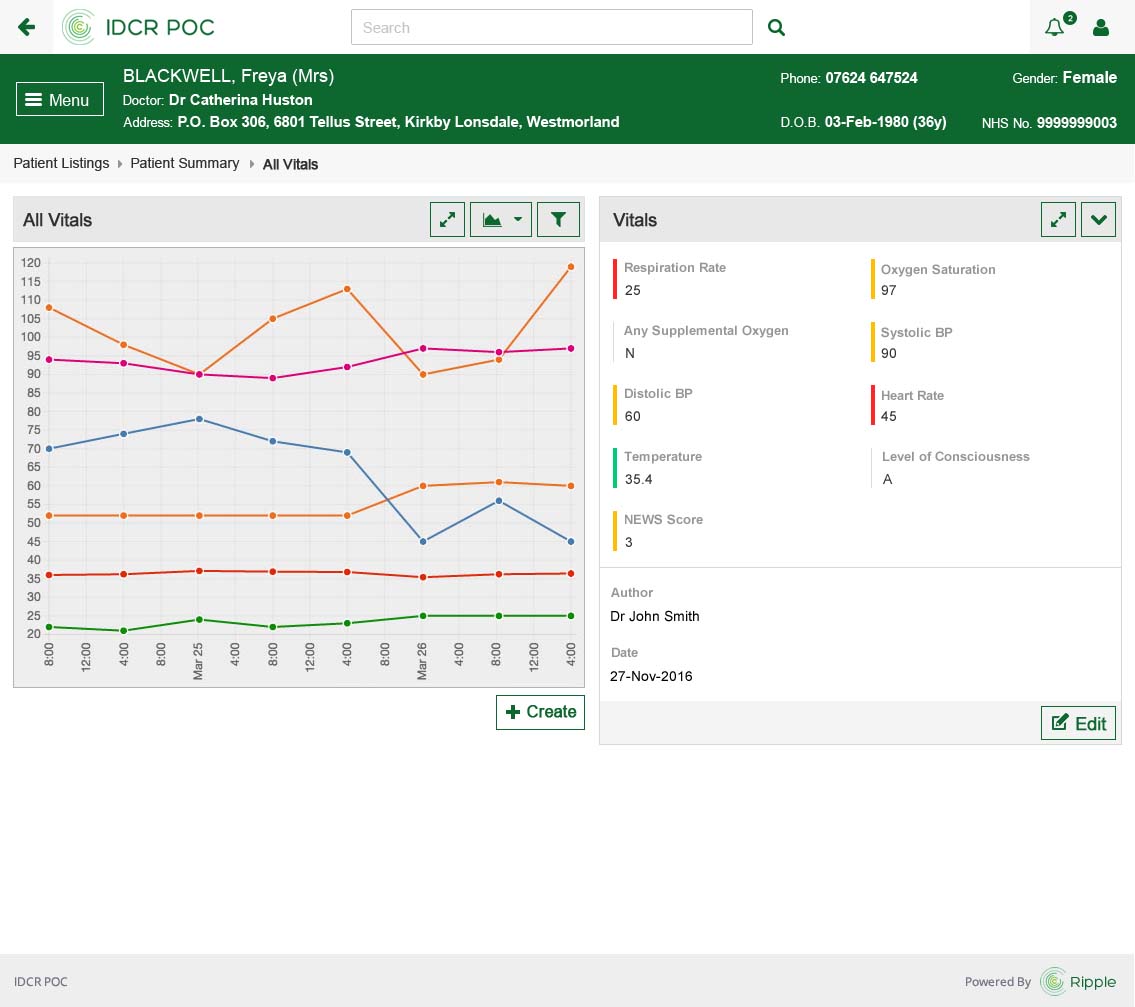 IDCR POC
Search
2
Menu
BLACKWELL, Freya (Mrs)
Doctor: Dr Catherina Huston
Address: P.O. Box 306, 6801 Tellus Street, Kirkby Lonsdale, Westmorland
Phone: 07624 647524
Gender: Female
D.O.B. 03-Feb-1980 (36y)
NHS No. 9999999003
Patient Listings
Patient Summary
All Vitals
All Vitals
120
115
110
105
100
95
90
85
80
75
70
65
60
55
50
45
40
35
30
25
20
8:00
12:00
4:00
8:00
Mar 25
4:00
8:00
12:00
4:00
8:00
Mar 26
4:00
8:00
12:00
4:00
Create
Vitals
Respiration Rate
25
Oxygen Saturation
97
Any Supplemental Oxygen
N
Systolic BP
90
Distolic BP
60
Heart Rate
45
Temperature
35.4
Level of Consciousness
A
NEWS Score
3
Author
Dr John Smith
Date
27-Nov-2016
Edit
IDCR POC
Powered By
Ripple